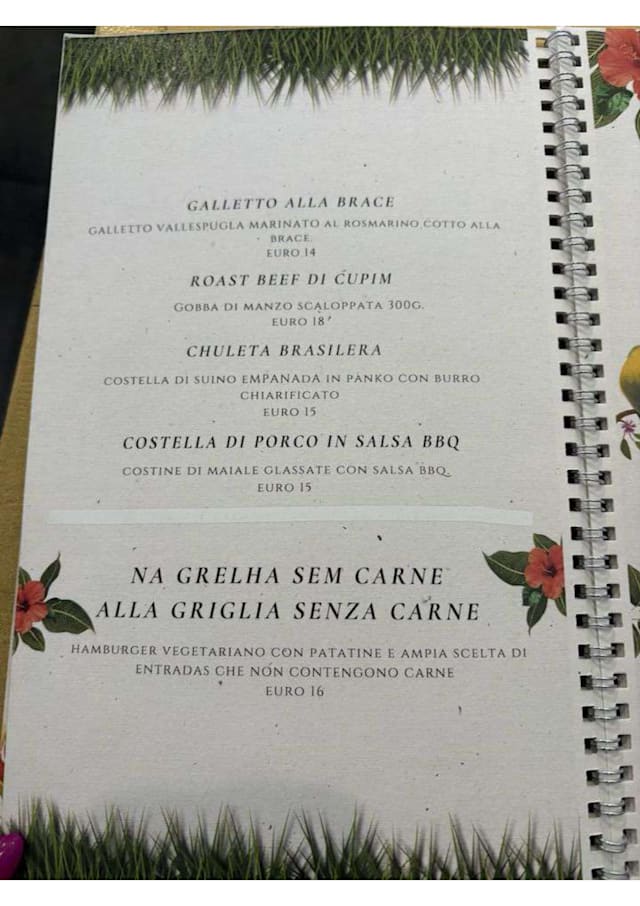 GALLETTO ALLA BRACE
GALLETTO VALLESPUGLA MARINATO AL ROSMARINO COTTO ALLA
BRACE.
EURO 14
ROAST BEEF DI CUPIM
GOBBA DI MANZO SCALOPPATA 300G.
EURO 18
CHULETA BRASILERA
COSTELLA DI SUINO EMPANADA IN PANKO CON BURRO
CHIARIFICATO
EURO 15
COSTELLA DI PORCO IN SALSA BBQ
COSTINE DI MAIALE GLASSATE CON SALSA BBQ.
EURO 15
NA GRELHA SEM CARNE
ALLA GRIGLIA SENZA CARNE
HAMBURGER VEGETARIANO CON PATATINE E AMPIA SCELTA DI
ENTRADAS CHE NON CONTENGONO CARNE
EURO 16